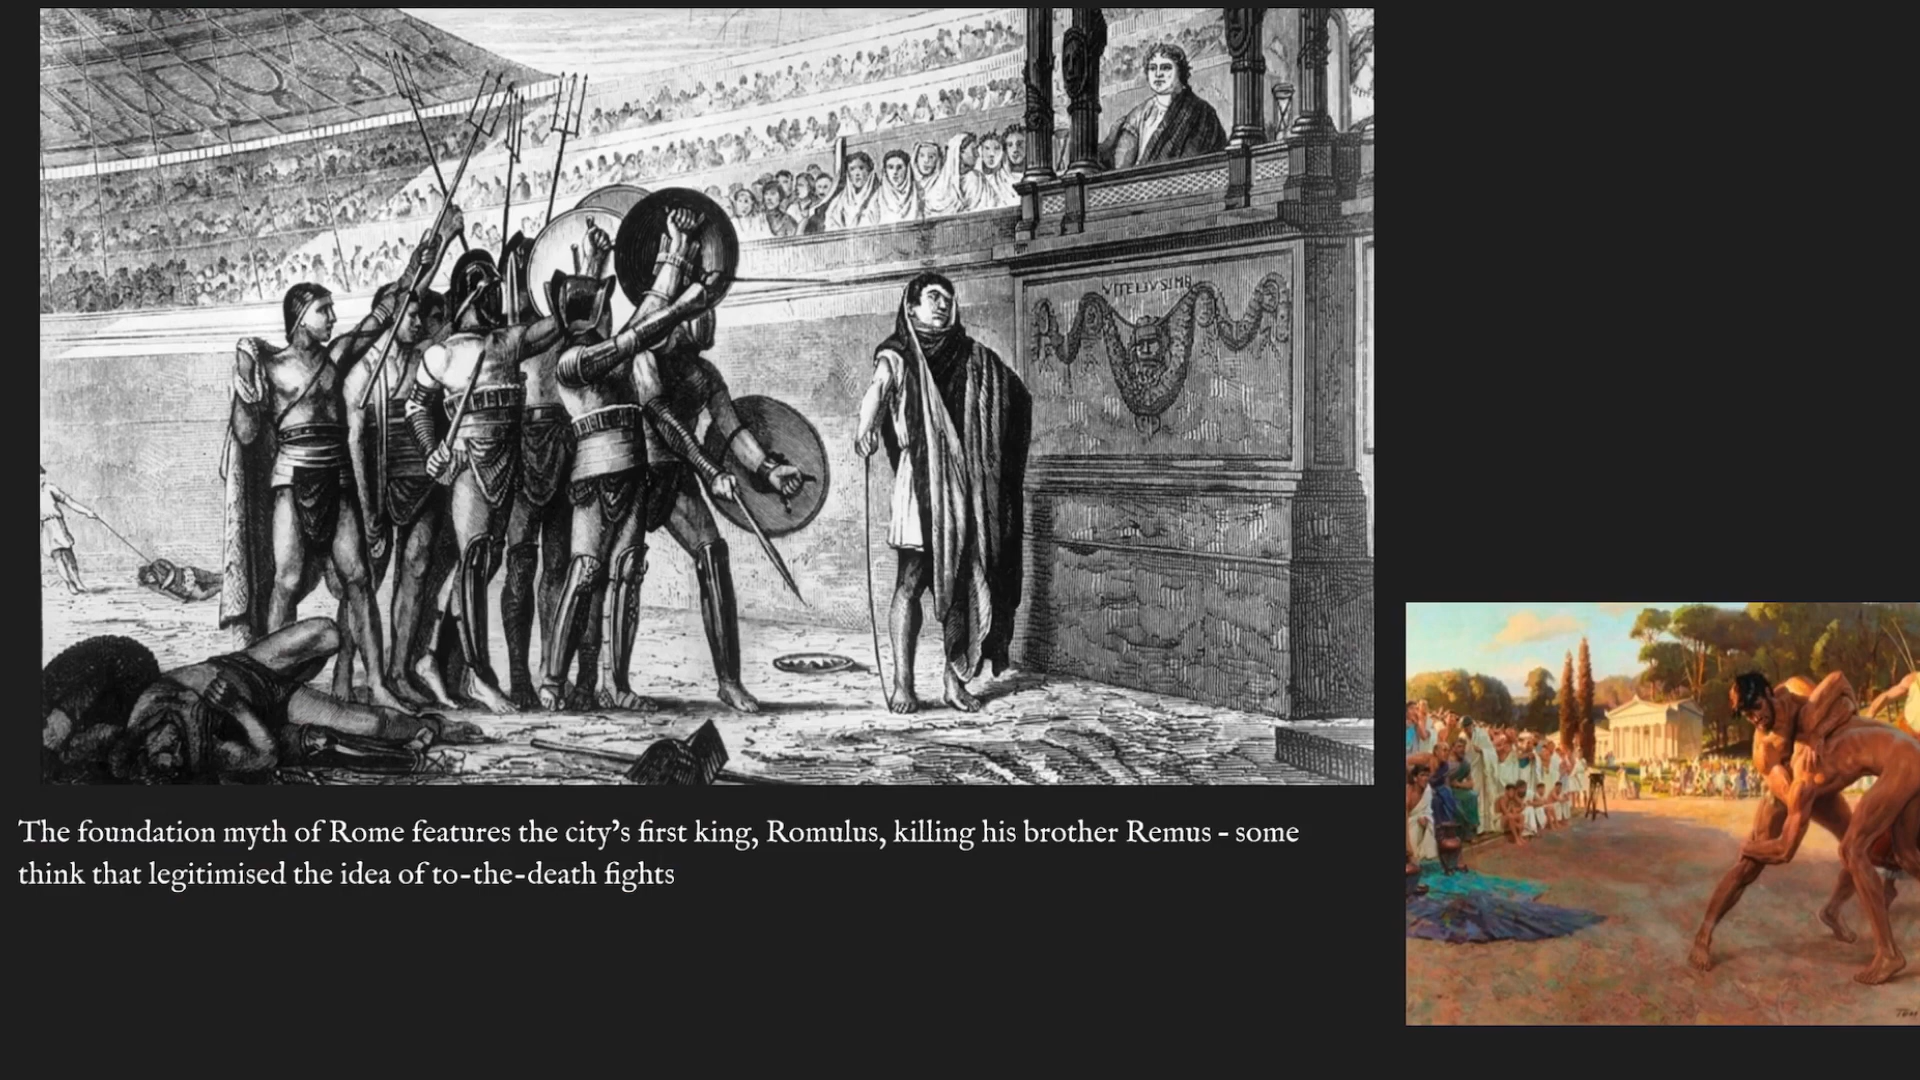 The foundation myth of Rome features the city’s first king, Romulus, killing his brother Remus - some
think that legitimised the idea of to-the-death fights